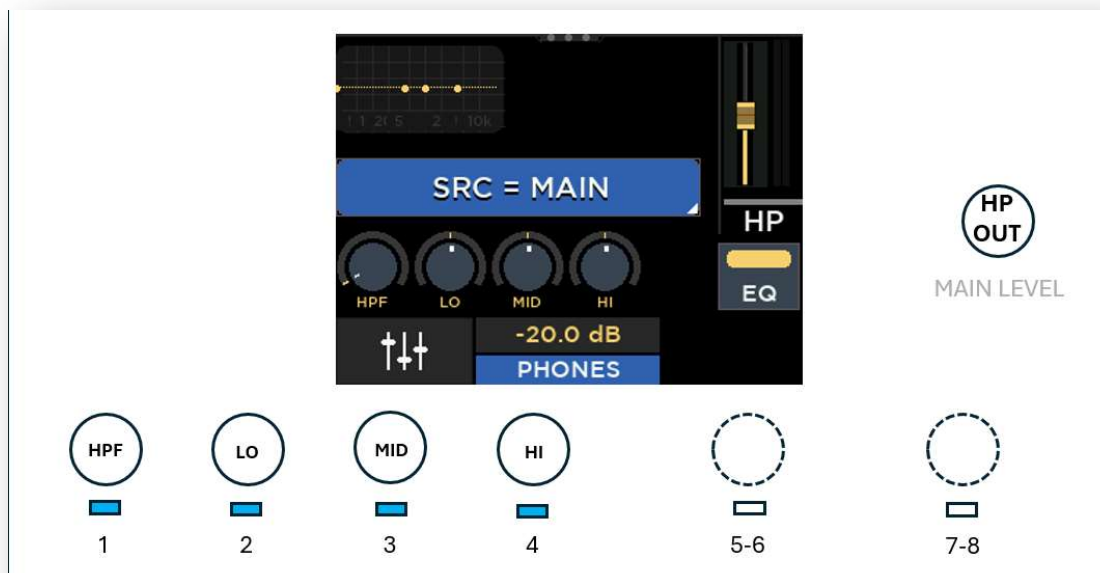 SRC = MAIN
HP
HPF LO MID HI
EQ
-20.0 dB
PHONES
HP
OUT
MAIN LEVEL
HPF LO MID HI
1 2 3 4 5-6 7-8